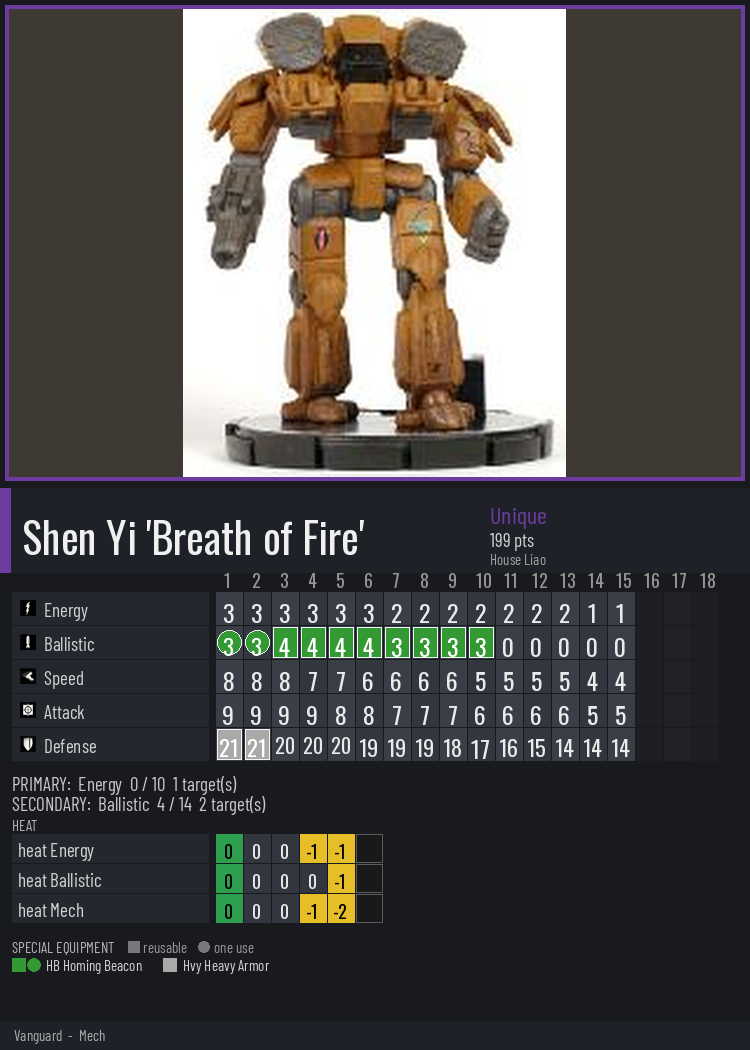 Shen Yi 'Breath of Fire'
Unique
199 pts
House Liao
1 2 3 4 5 6 7 8 9 10 11 12 13 14 15 16 17 18
Energy 3 3 3 3 3 3 2 2 2 2 2 2 2 1 1
Ballistic 3 3 4 4 4 4 3 3 3 3 0 0 0 0 0
Speed 8 8 8 7 7 6 6 6 6 5 5 5 5 4 4
Attack 9 9 9 9 8 8 7 7 7 6 6 6 6 5 5
Defense 21 21 20 20 20 19 19 19 18 17 16 15 14 14 14
PRIMARY: Energy 0 / 10 1 target(s)
SECONDARY: Ballistic 4 / 14 2 target(s)
HEAT
heat Energy 0 0 0 -1 -1
heat Ballistic 0 0 0 0 -1
heat Mech 0 0 0 -1 -2
SPECIAL EQUIPMENT reusable one use
HB Homing Beacon Hvy Heavy Armor
Vanguard - Mech